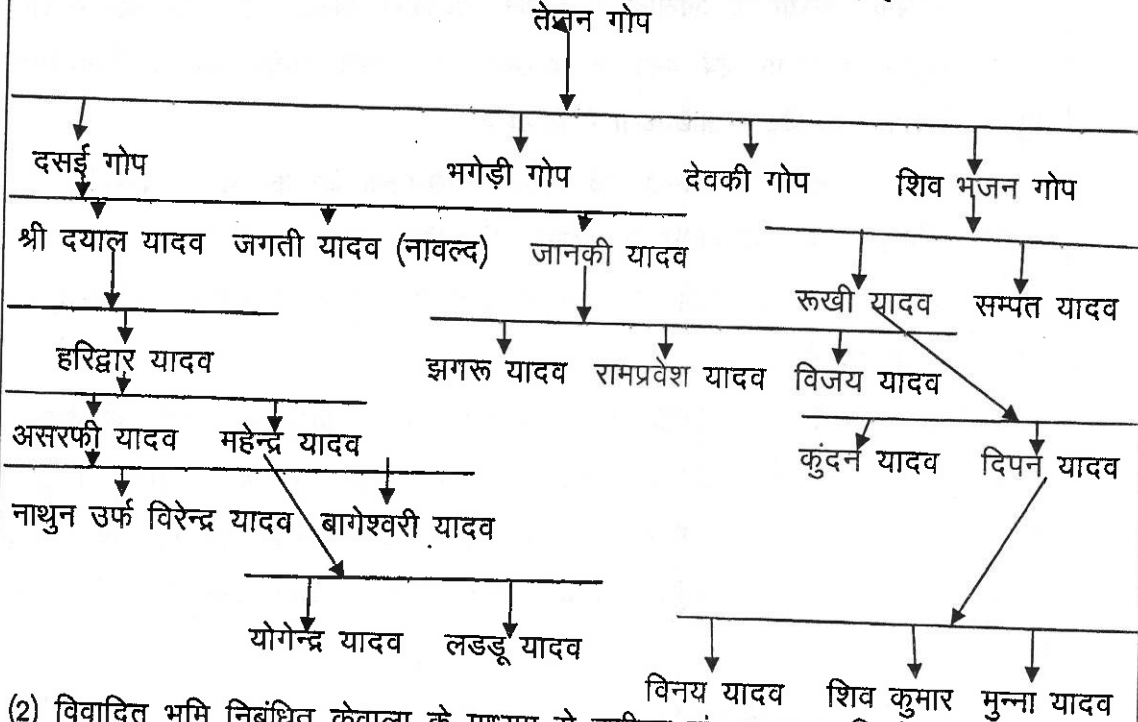 तेजन गोप
दसई गोप भगेड़ी गोप देवकी गोप शिव भजन गोप
श्री दयाल यादव जगती यादव (नावल्द) जानकी यादव
रूखी यादव सम्पत यादव
हरिद्वार यादव
झगरू यादव रामप्रवेश यादव विजय यादव
असरफी यादव महेन्द्र यादव
कुंदन यादव दिपन यादव
नाथुन उर्फ विरेन्द्र यादव बागेश्वरी यादव
योगेन्द्र यादव लडडू यादव
विनय यादव शिव कुमार मुन्ना यादव
(2) विवादित भूमि निबंधित केवाला के माध्यम से